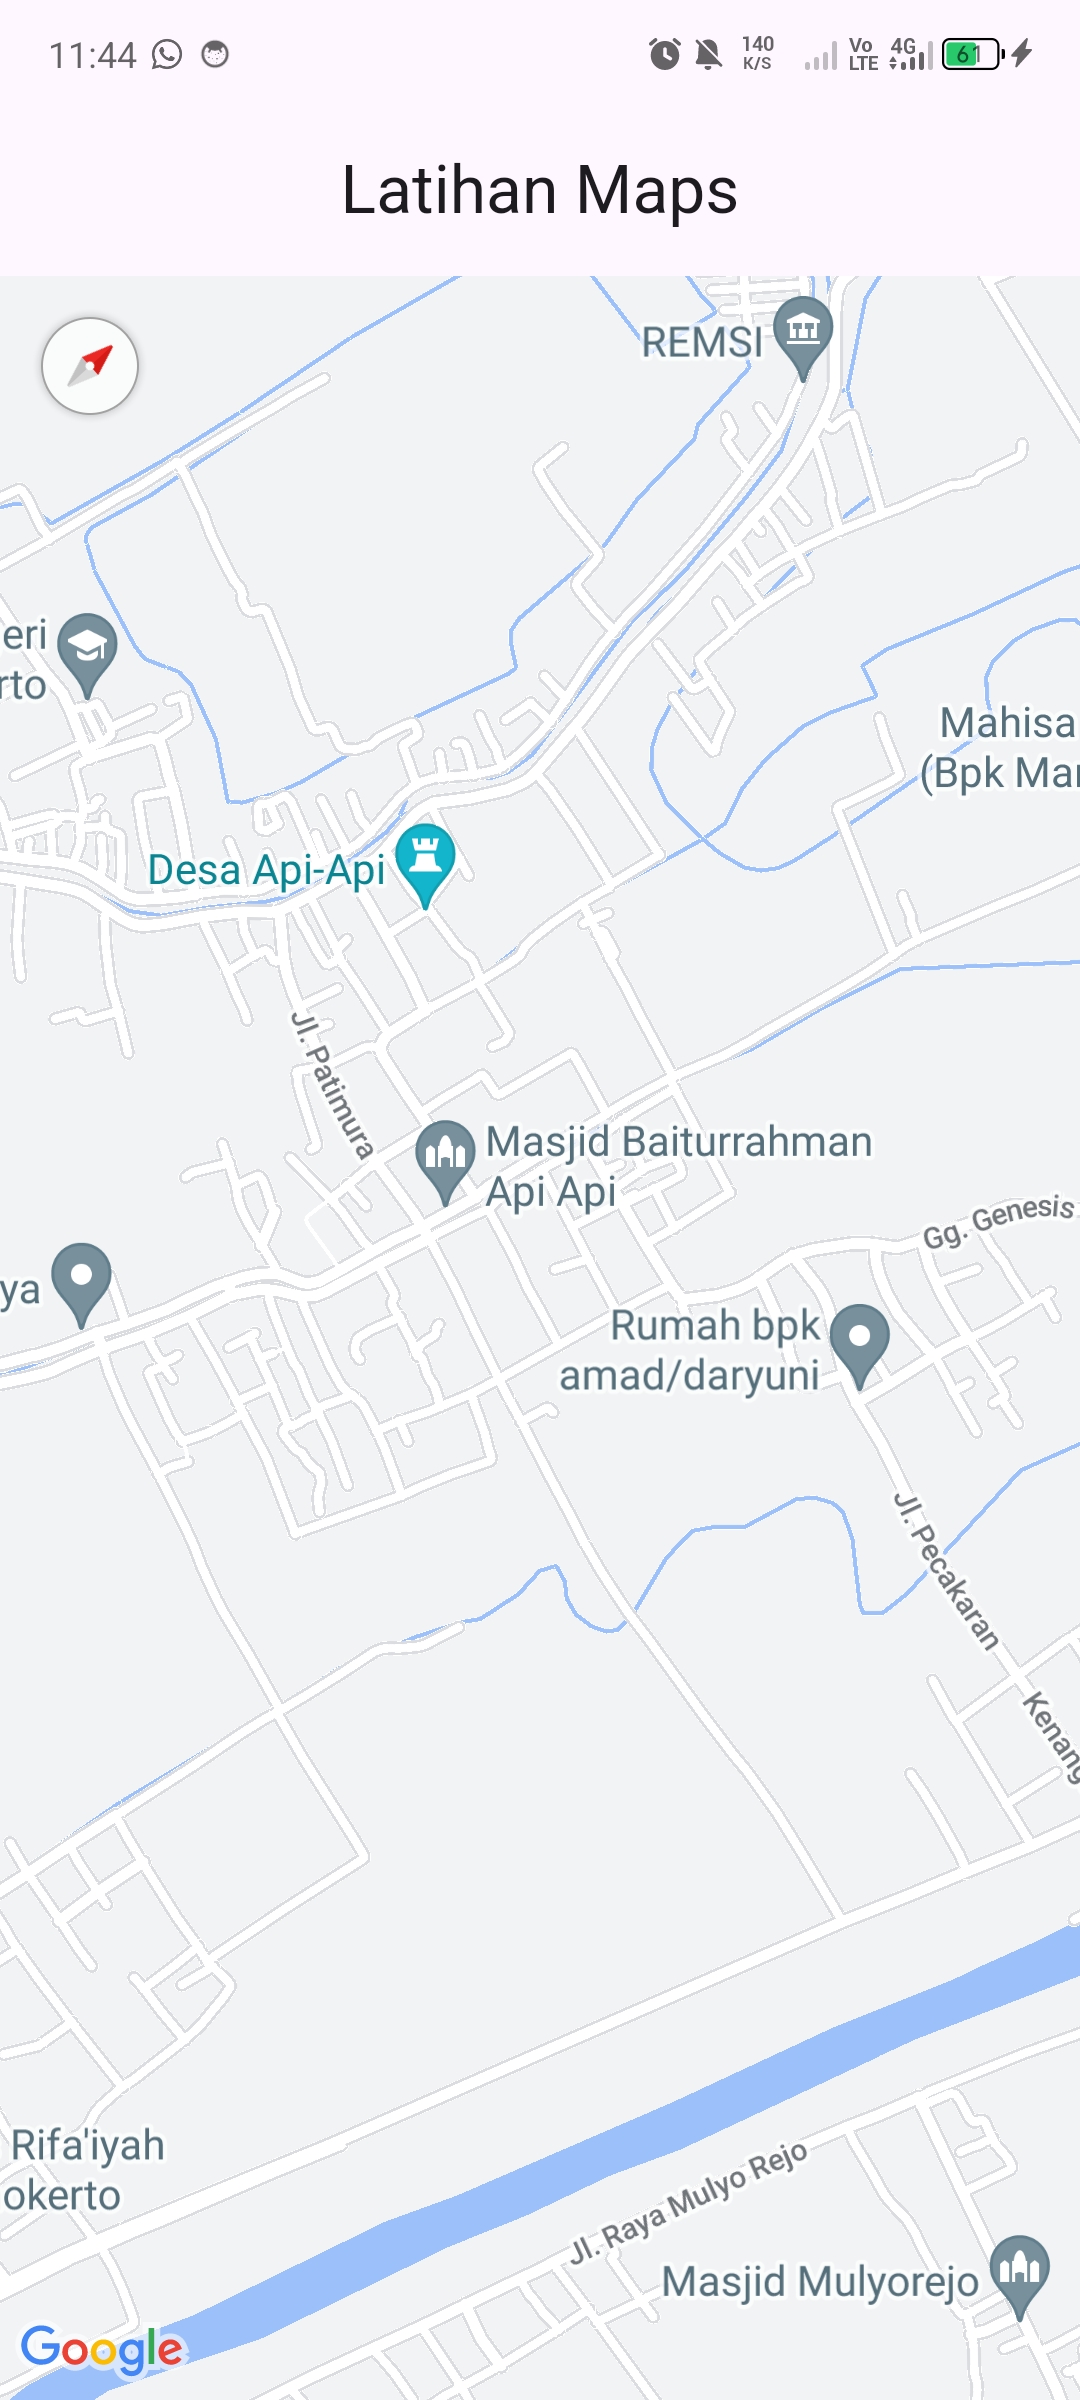 11:44
140
K/S
Vo
LTE
4G
61
Latihan Maps
REMSI
eri
rto
Mahisa
(Bpk Mar
Desa Api-Api
Jl. Patimura
Masjid Baiturrahman
Api Api
Gg. Genesis
ya
Rumah bpk
amad/daryuni
Jl. Pecakaran
Kenang
Rifa'iyah
okerto
Jl. Raya Mulyo Rejo
Masjid Mulyorejo
Google